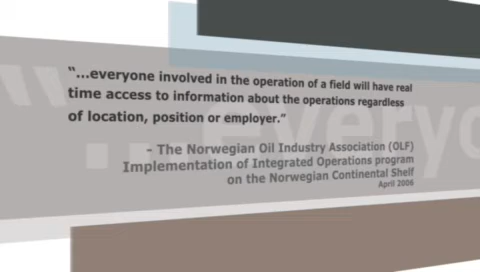 "...everyone involved in the operation of a field will have real
time access to information about the operations regardless
of location, position or employer."
– The Norwegian Oil Industry Association (OLF)
Implementation of Integrated Operations program
on the Norwegian Continental Shelf
April 2006
"...everyo